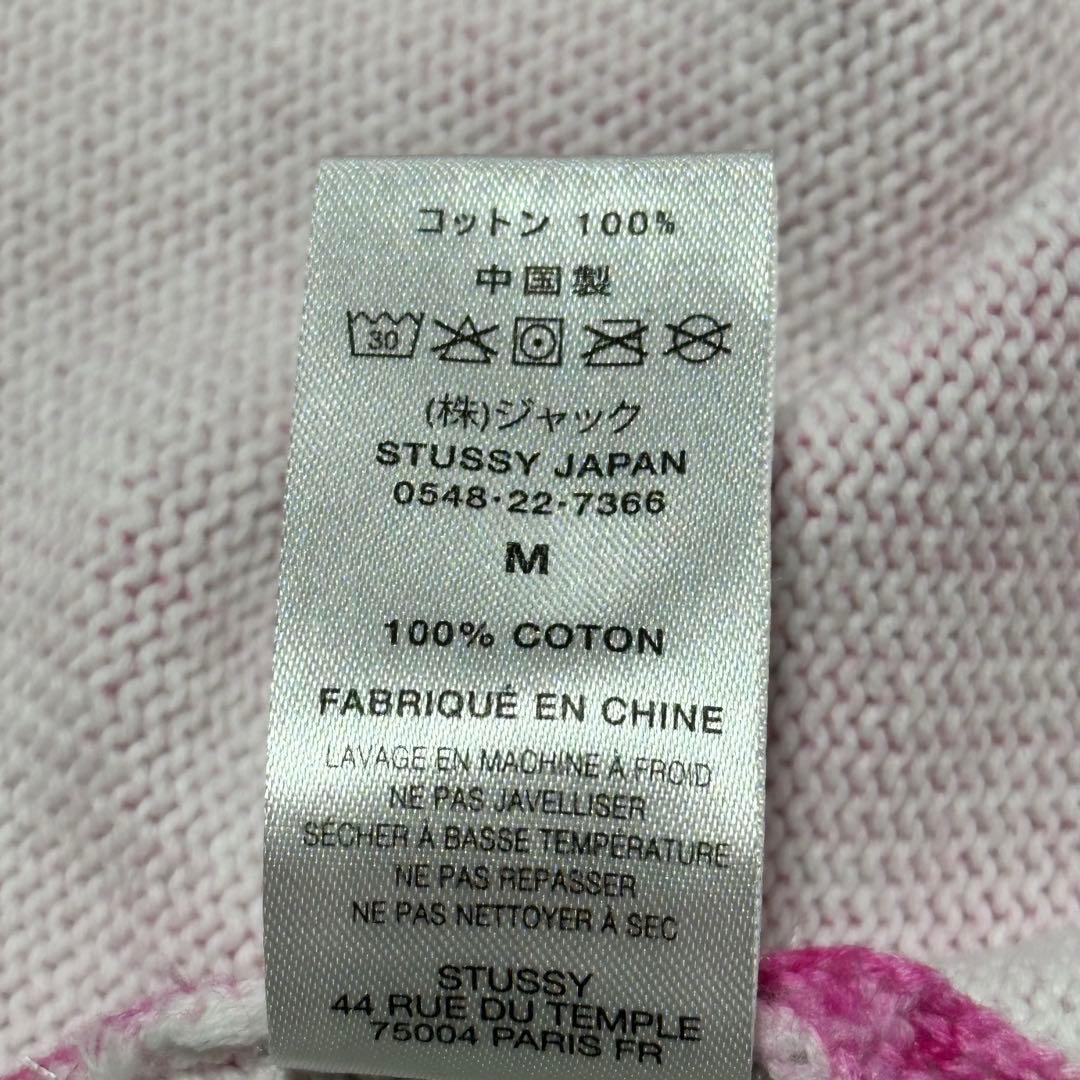 コットン 100%
中国製
30
(株)ジャック
STUSSY JAPAN
0548-22-7366
M
100% COTON
FABRIQUÉ EN CHINE
LAVAGE EN MACHINE À FROID
NE PAS JAVELLISER
SÉCHER À BASSE TEMPÉRATURE
NE PAS REPASSER
NE PAS NETTOYER À SEC
STUSSY
44 RUE DU TEMPLE
75004 PARIS FR